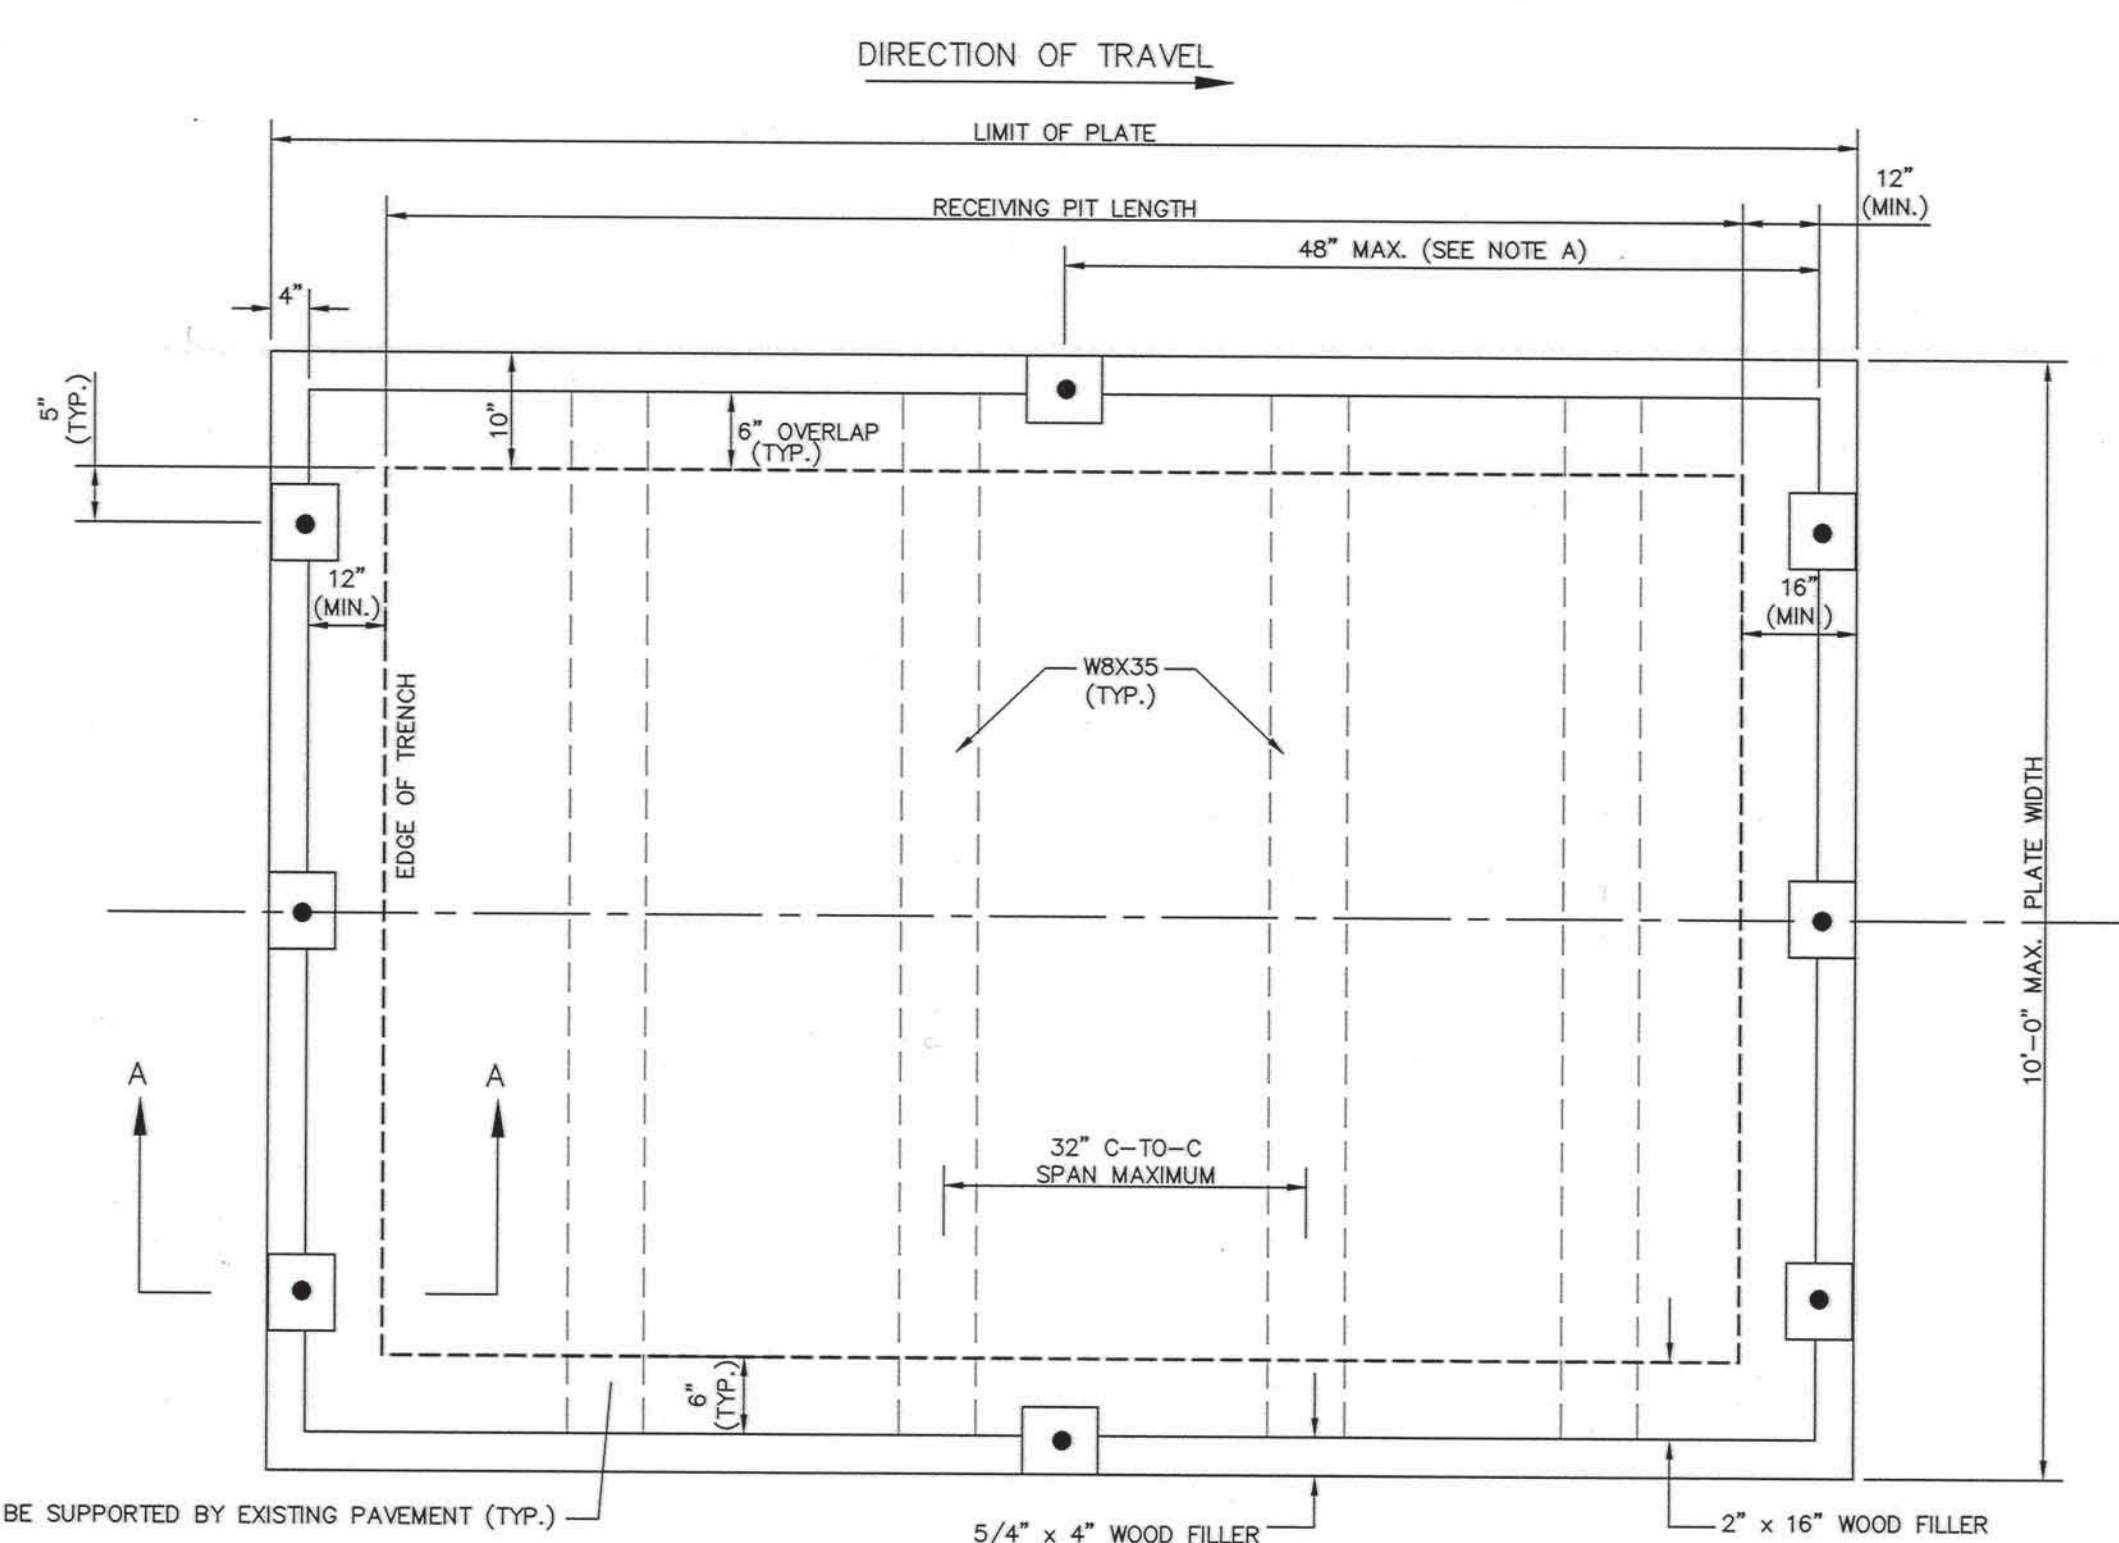 DIRECTION OF TRAVEL
LIMIT OF PLATE
12"
(MIN.)
RECEIVING PIT LENGTH
48" MAX. (SEE NOTE A)
4"
5"
(TYP.)
10"
6" OVERLAP
(TYP.)
12"
(MIN.)
16"
(MIN.)
W8X35
(TYP.)
EDGE OF TRENCH
10'-0" MAX. PLATE WIDTH
A
A
32" C-TO-C
SPAN MAXIMUM
6"
(TYP.)
BE SUPPORTED BY EXISTING PAVEMENT (TYP.)
5/4" x 4" WOOD FILLER
2" x 16" WOOD FILLER